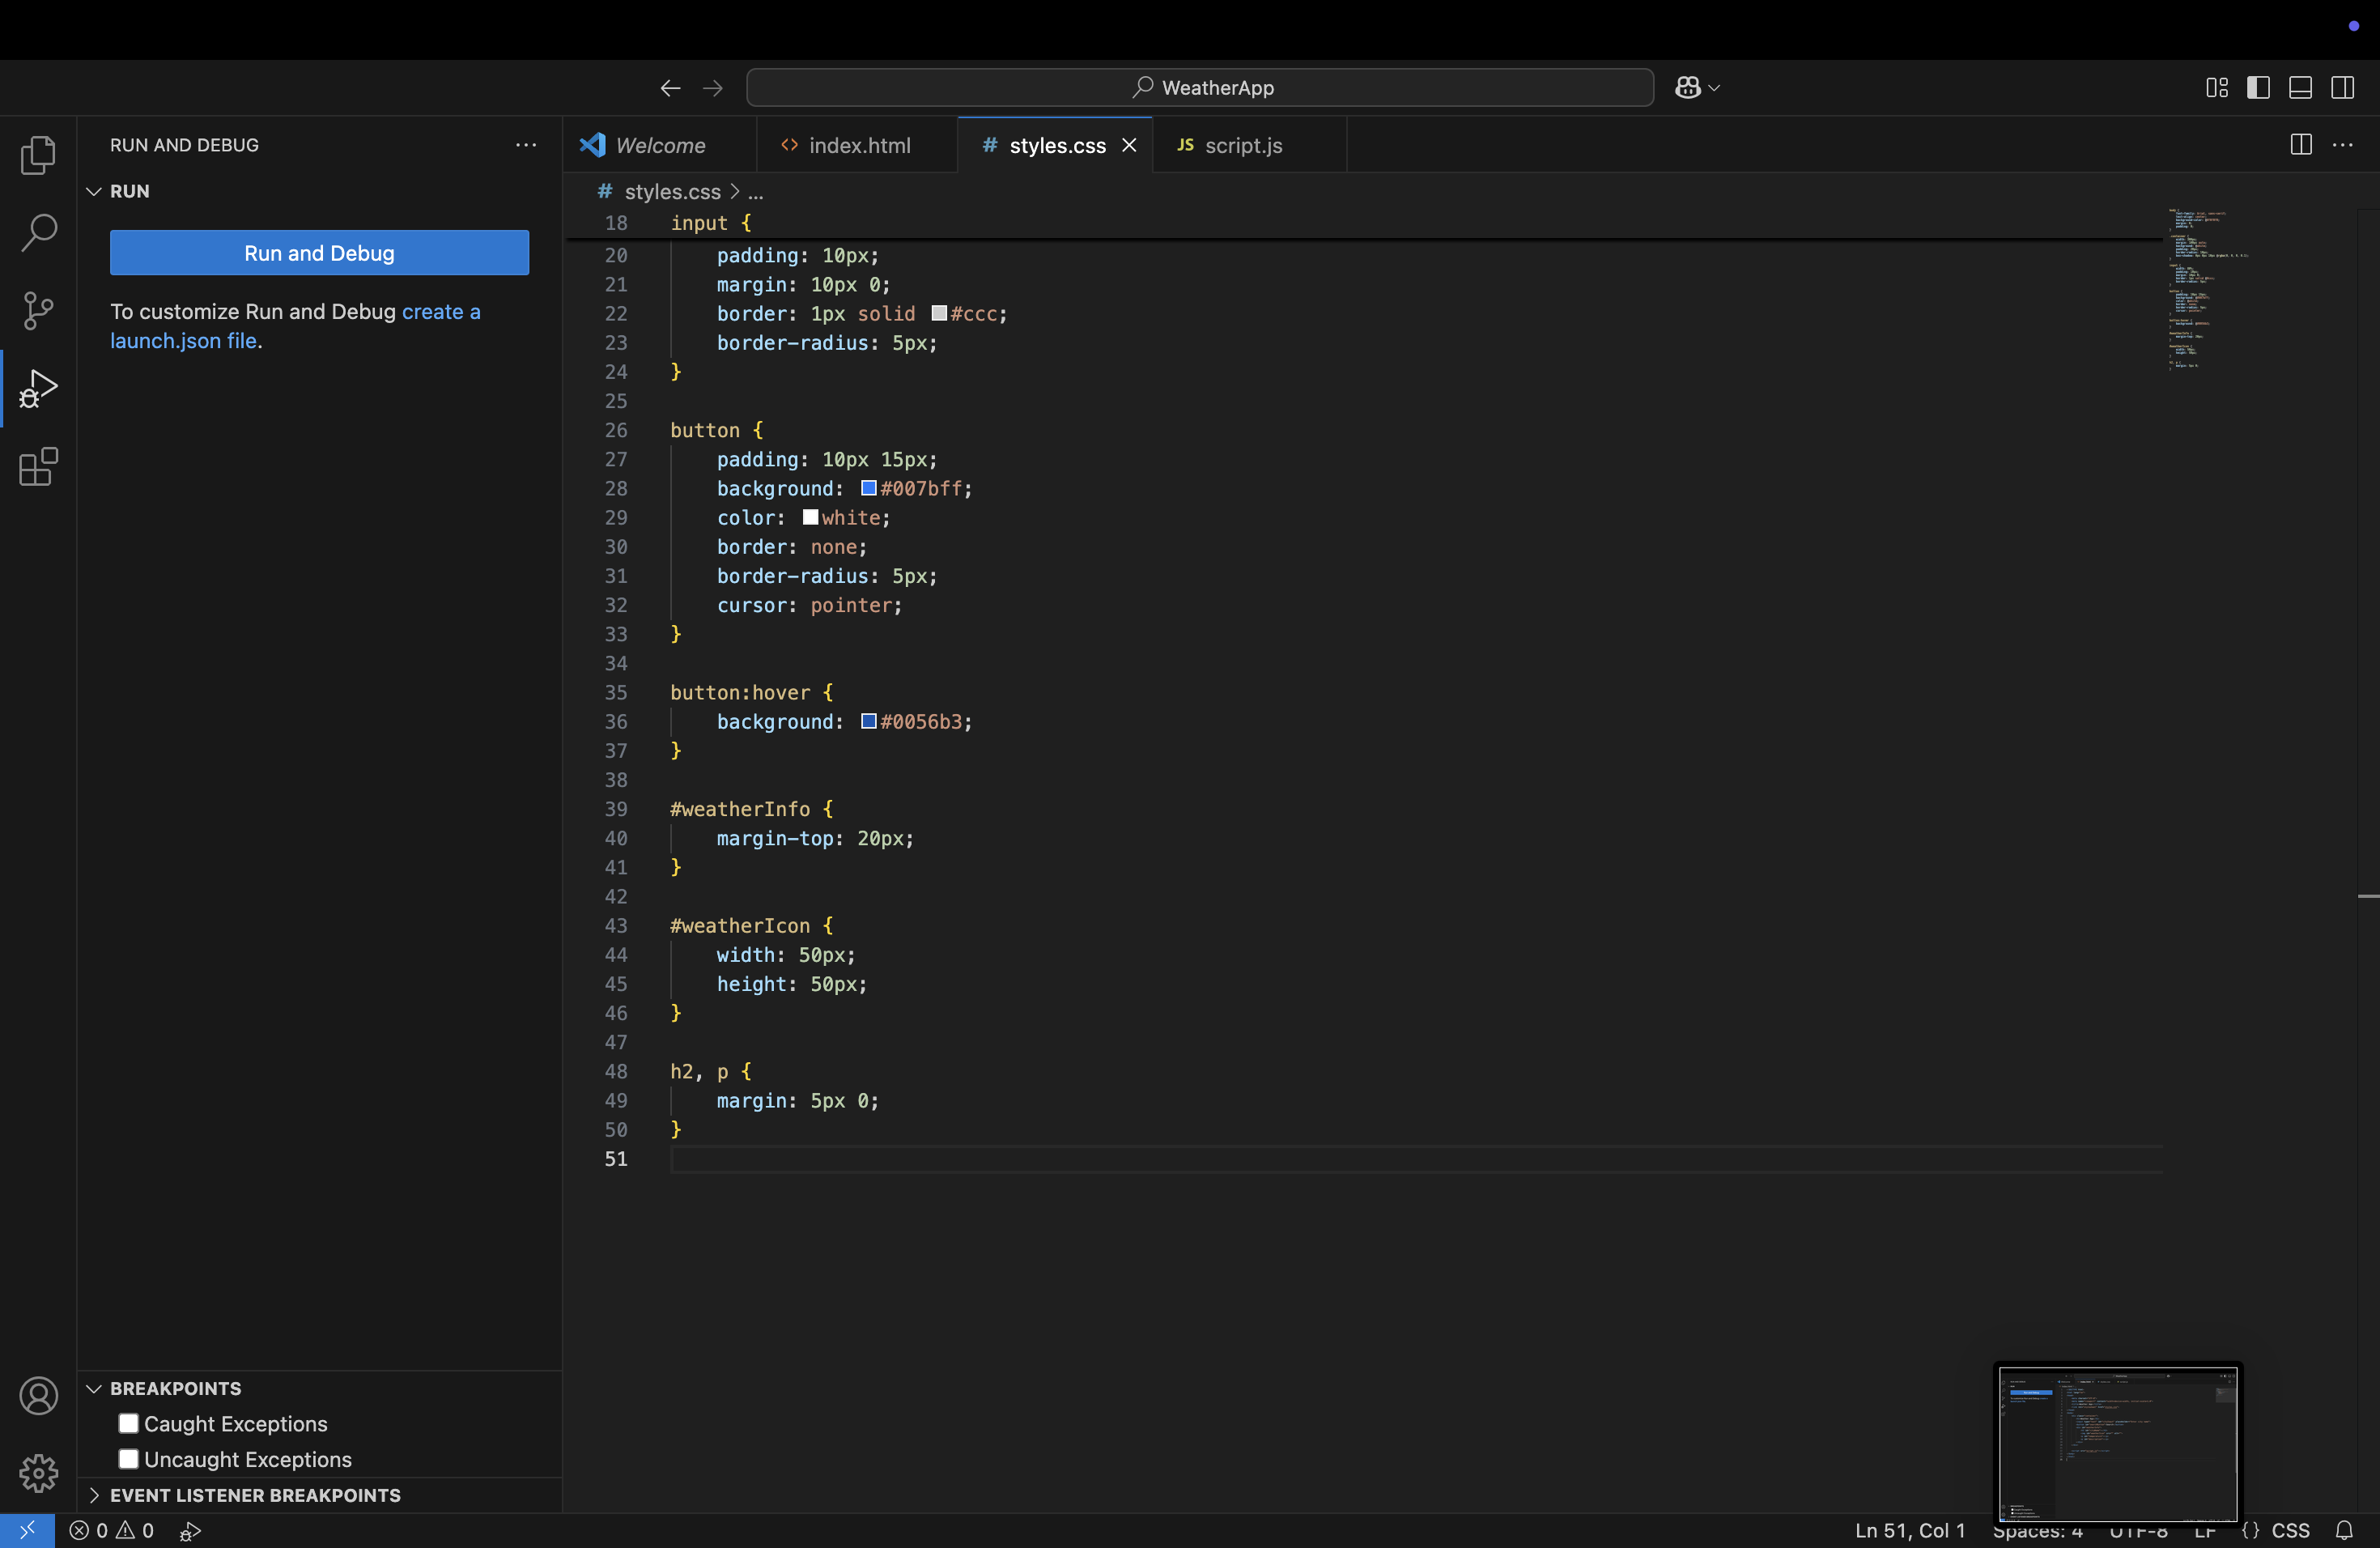 WeatherApp
RUN AND DEBUG
RUN
Run and Debug
To customize Run and Debug create a
launch.json file.
Welcome
index.html
styles.css
JS script.js
# styles.css > ...
18 input {
20 padding: 10px;
21 margin: 10px 0;
22 border: 1px solid #ccc;
23 border-radius: 5px;
24 }
25
26 button {
27 padding: 10px 15px;
28 background: #007bff;
29 color: white;
30 border: none;
31 border-radius: 5px;
32 cursor: pointer;
33 }
34
35 button:hover {
36 background: #0056b3;
37 }
38
39 #weatherInfo {
40 margin-top: 20px;
41 }
42
43 #weatherIcon {
44 width: 50px;
45 height: 50px;
46 }
47
48 h2, p {
49 margin: 5px 0;
50 }
51
BREAKPOINTS
Caught Exceptions
Uncaught Exceptions
EVENT LISTENER BREAKPOINTS
0 0
Ln 51, Col 1 Spaces: 4 UTF-8 LF {} CSS